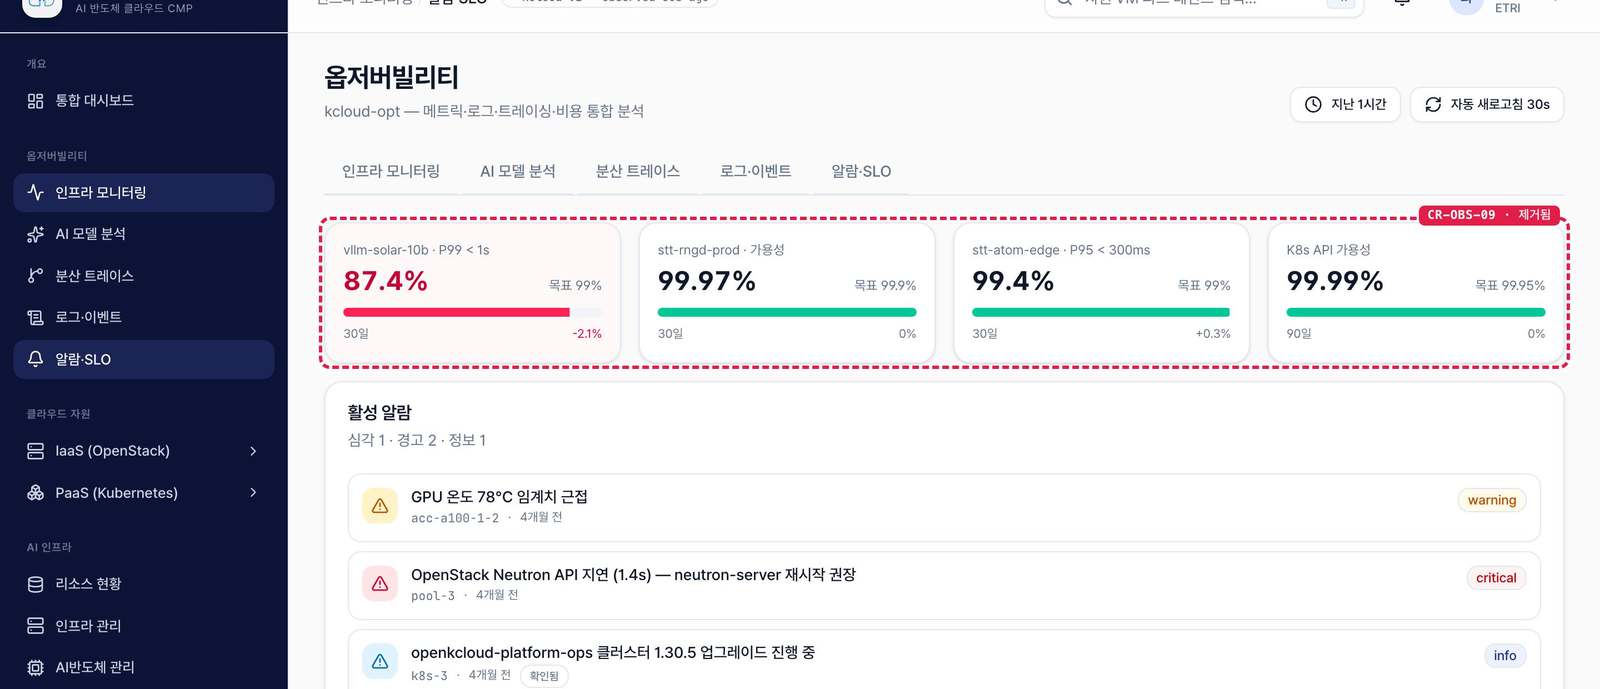 AI 반도체 클라우드 CMP
ETRI
개요
통합 대시보드
옵저버빌리티
인프라 모니터링
AI 모델 분석
분산 트레이스
로그·이벤트
알람·SLO
클라우드 자원
IaaS (OpenStack)
PaaS (Kubernetes)
AI 인프라
리소스 현황
인프라 관리
AI반도체 관리
옵저버빌리티
kcloud-opt — 메트릭·로그·트레이싱·비용 통합 분석
지난 1시간
자동 새로고침 30s
인프라 모니터링 AI 모델 분석 분산 트레이스 로그·이벤트 알람·SLO
CR-OBS-09 · 제거됨
vllm-solar-10b · P99 < 1s
87.4% 목표 99%
30일 -2.1%
stt-rngd-prod · 가용성
99.97% 목표 99.9%
30일 0%
stt-atom-edge · P95 < 300ms
99.4% 목표 99%
30일 +0.3%
K8s API 가용성
99.99% 목표 99.95%
90일 0%
활성 알람
심각 1 · 경고 2 · 정보 1
GPU 온도 78°C 임계치 근접
acc-a100-1-2 · 4개월 전
warning
OpenStack Neutron API 지연 (1.4s) — neutron-server 재시작 권장
pool-3 · 4개월 전
critical
openkcloud-platform-ops 클러스터 1.30.5 업그레이드 진행 중
k8s-3 · 4개월 전 확인됨
info